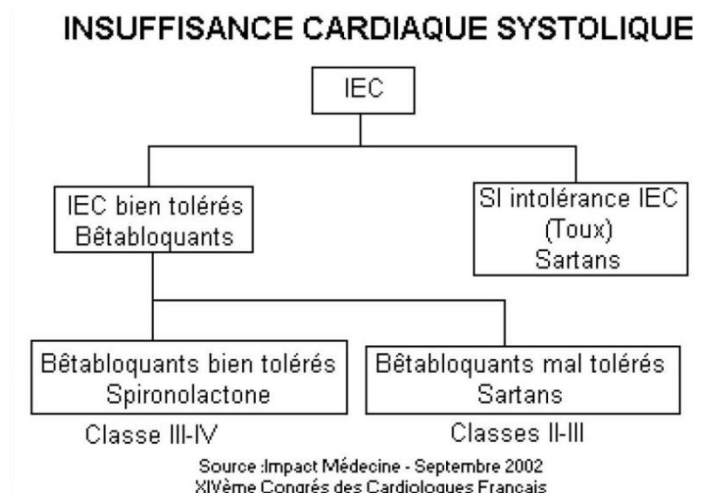 INSUFFISANCE CARDIAQUE SYSTOLIQUE
IEC
IEC bien tolérés
Bêtabloquants
SI intolérance IEC
(Toux)
Sartans
Bêtabloquants bien tolérés
Spironolactone
Bêtabloquants mal tolérés
Sartans
Classe III-IV
Classes II-III
Source :Impact Médecine - Septembre 2002
XIVème Congrés des Cardiologues Français